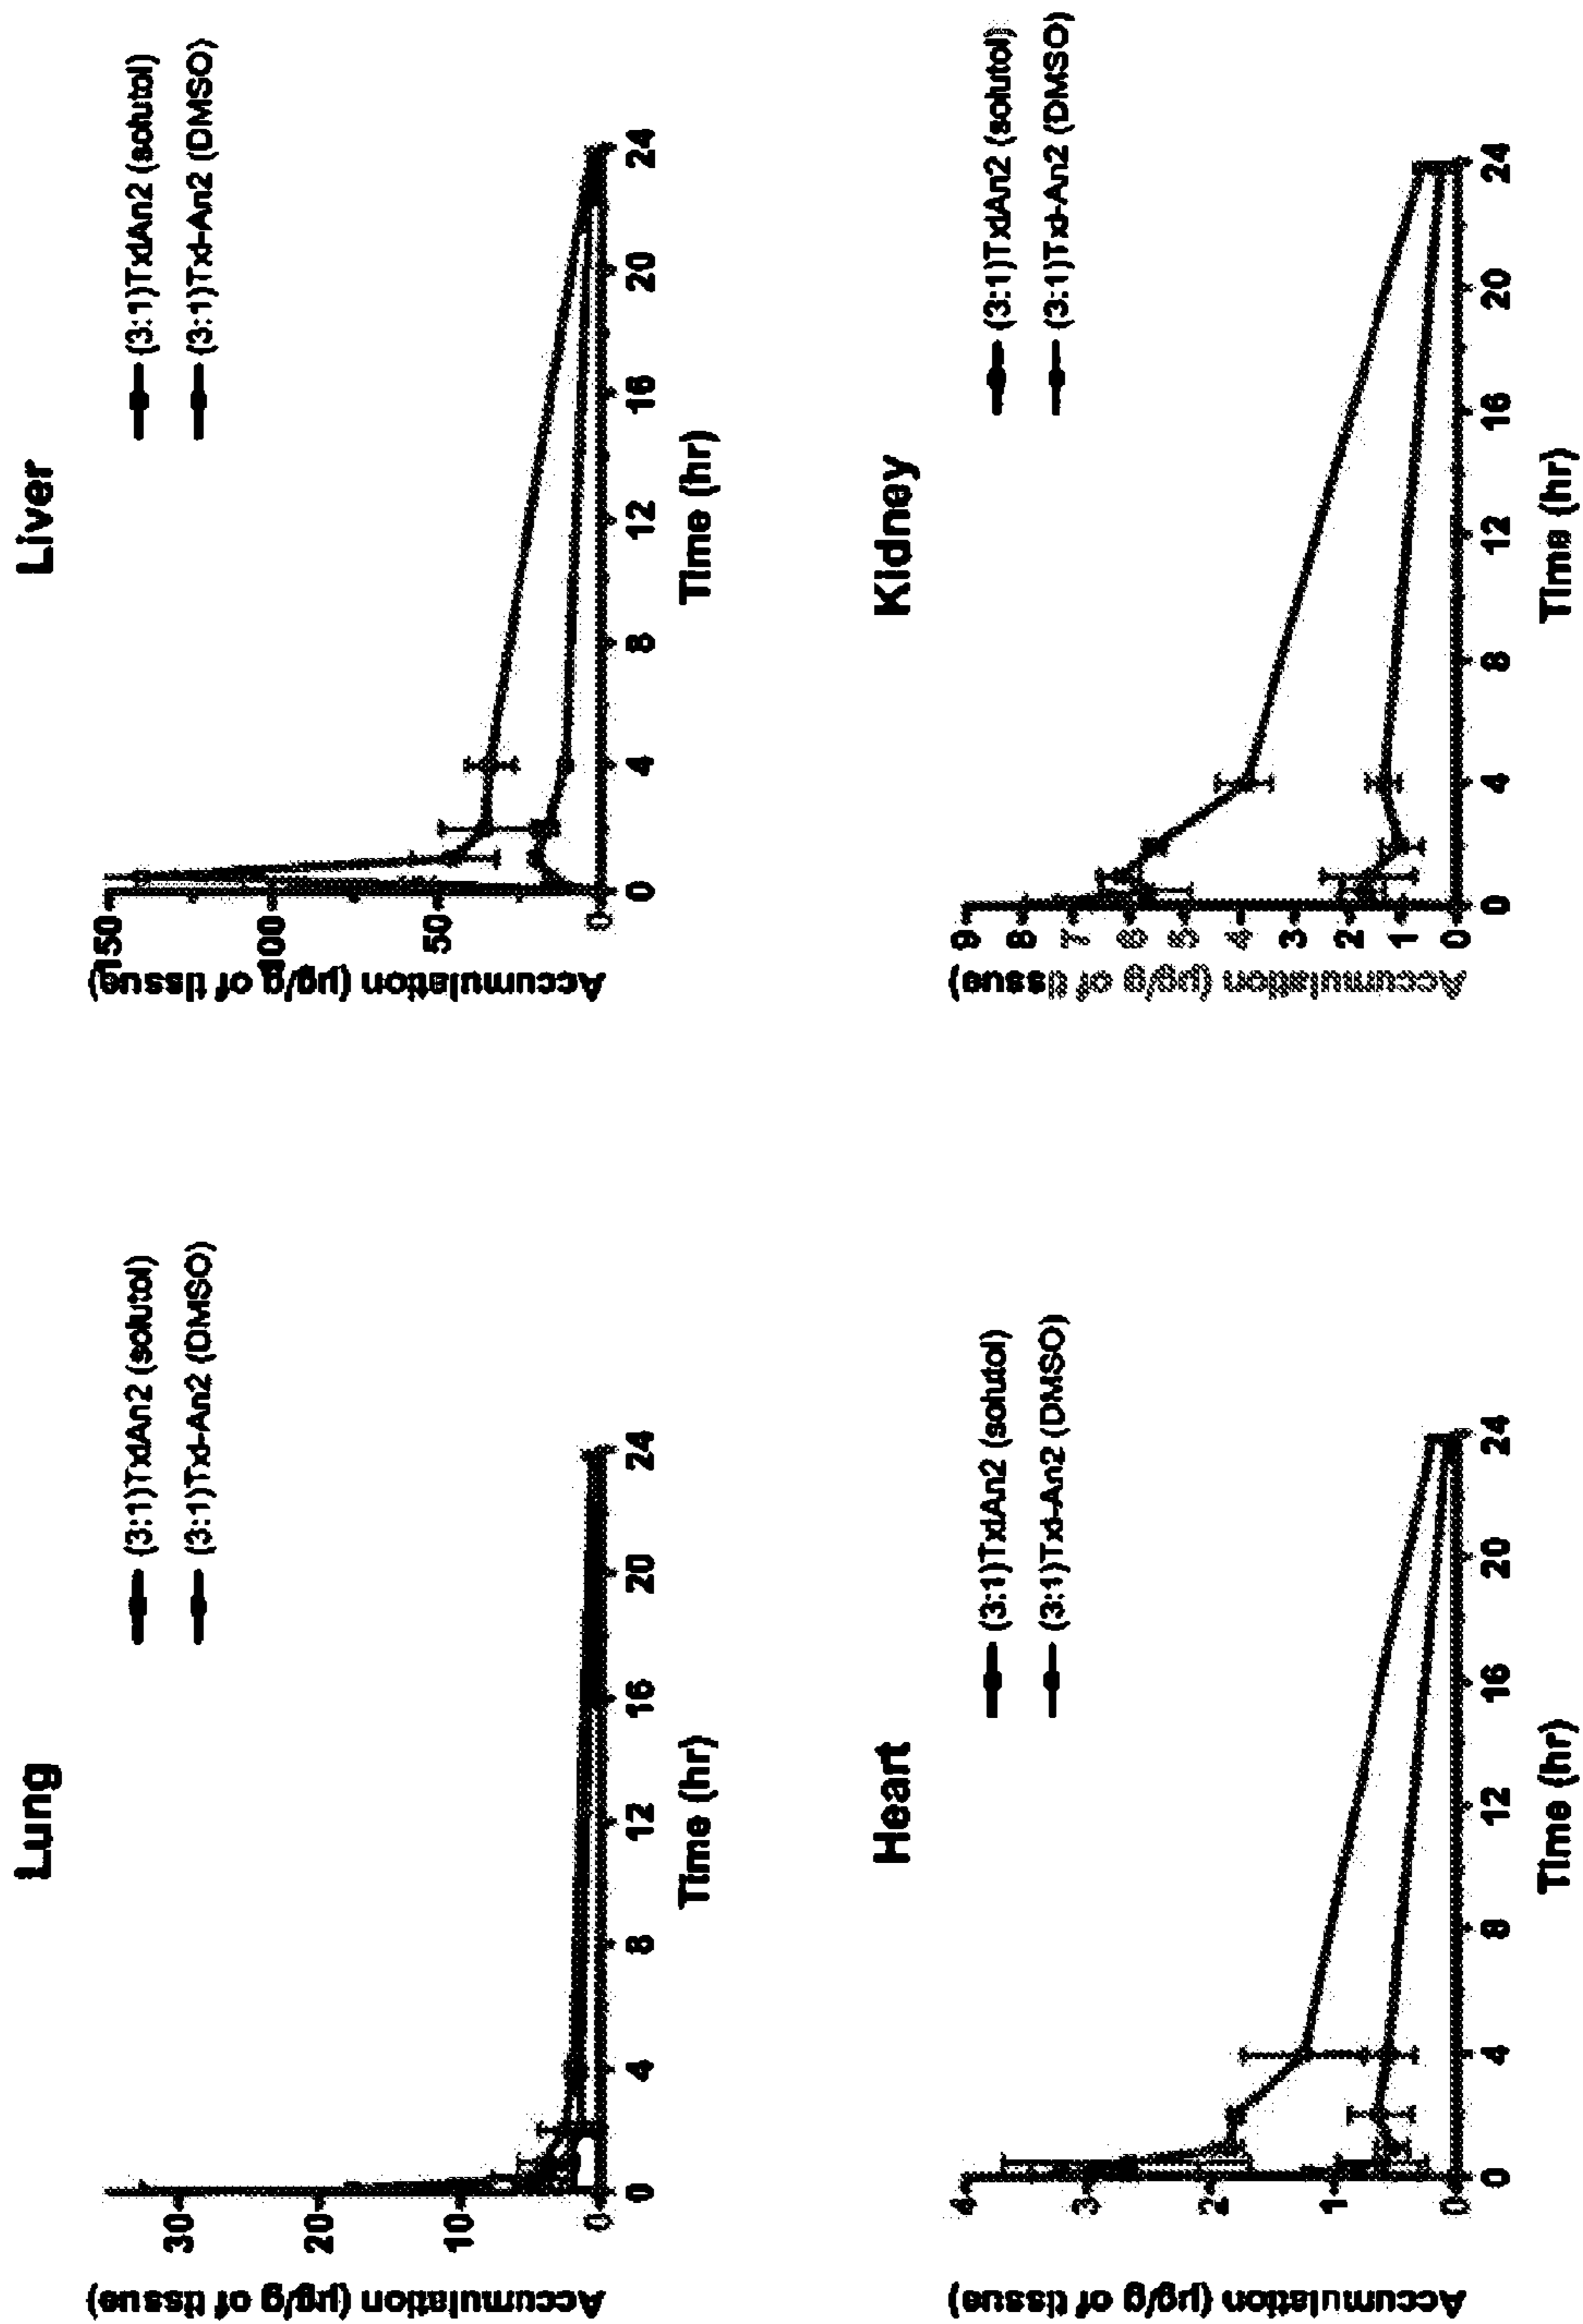 Lung
(3:1)TxlAn2 (solutol)
(3:1)Txl-An2 (DMSO)
Accumulation (µg/g of tissue)
30
20
10
0
0 4 8 12 16 20 24
Time (hr)
Liver
(3:1)TxlAn2 (solutol)
(3:1)Txl-An2 (DMSO)
Accumulation (µg/g of tissue)
150
100
50
0
0 4 8 12 16 20 24
Time (hr)
Heart
(3:1)TxlAn2 (solutol)
(3:1)Txl-An2 (DMSO)
Accumulation (µg/g of tissue)
4
3
2
1
0
0 4 8 12 16 20 24
Time (hr)
Kidney
(3:1)TxlAn2 (solutol)
(3:1)Txl-An2 (DMSO)
Accumulation (µg/g of tissue)
9
8
7
6
5
4
3
2
1
0
0 4 8 12 16 20 24
Time (hr)